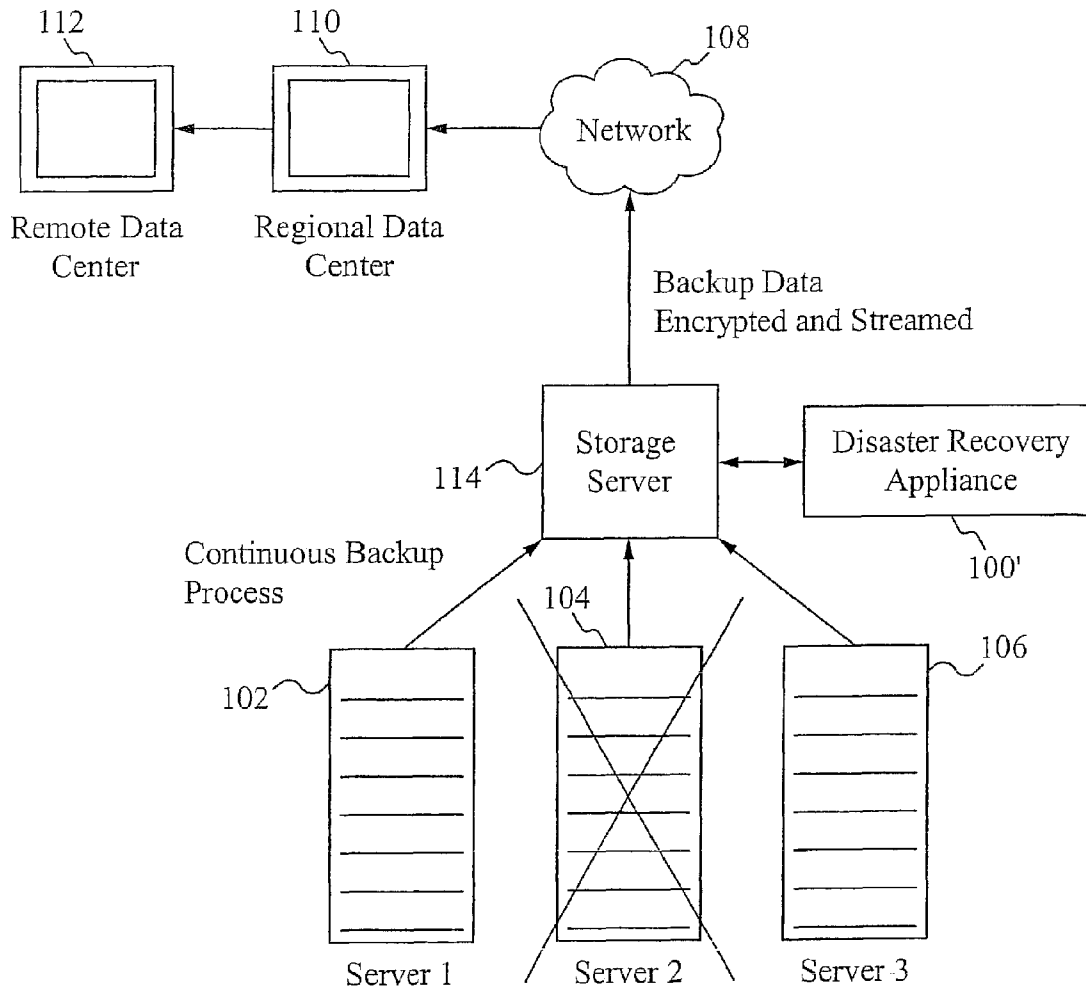 112
110
108
Network
Remote Data
Center
Regional Data
Center
Backup Data
Encrypted and Streamed
Storage
Server
114
Disaster Recovery
Appliance
100'
Continuous Backup
Process
104
102
106
Server 1
Server 2
Server 3